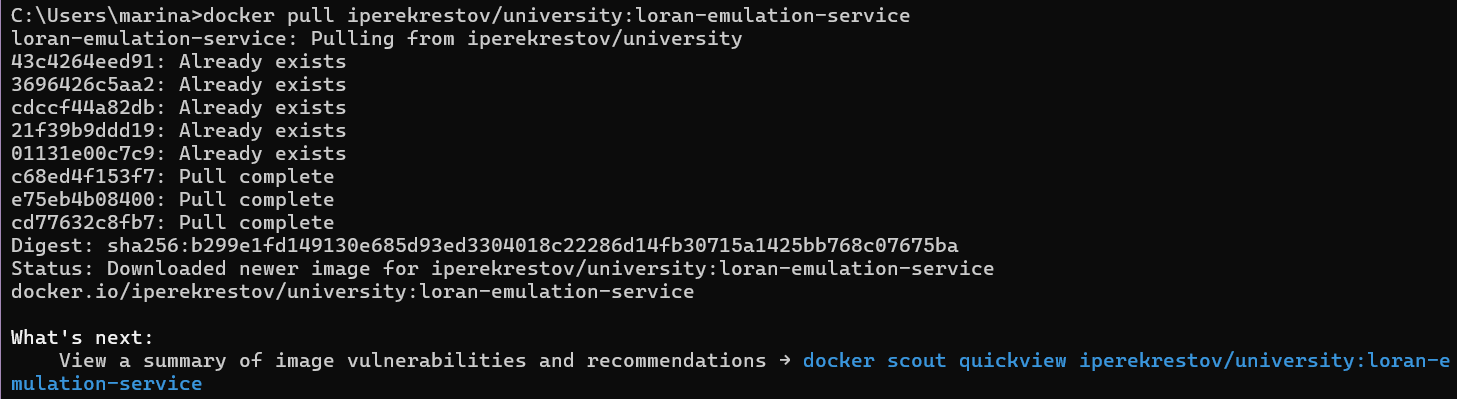 C:\Users\marina>docker pull iperekrestov/university:loran-emulation-service
loran-emulation-service: Pulling from iperekrestov/university
43c4264eed91: Already exists
3696426c5aa2: Already exists
cdccf44a82db: Already exists
21f39b9ddd19: Already exists
01131e00c7c9: Already exists
c68ed4f153f7: Pull complete
e75eb4b08400: Pull complete
cd77632c8fb7: Pull complete
Digest: sha256:b299e1fd149130e685d93ed3304018c22286d14fb30715a1425bb768c07675ba
Status: Downloaded newer image for iperekrestov/university:loran-emulation-service
docker.io/iperekrestov/university:loran-emulation-service
What's next:
    View a summary of image vulnerabilities and recommendations → docker scout quickview iperekrestov/university:loran-e
mulation-service